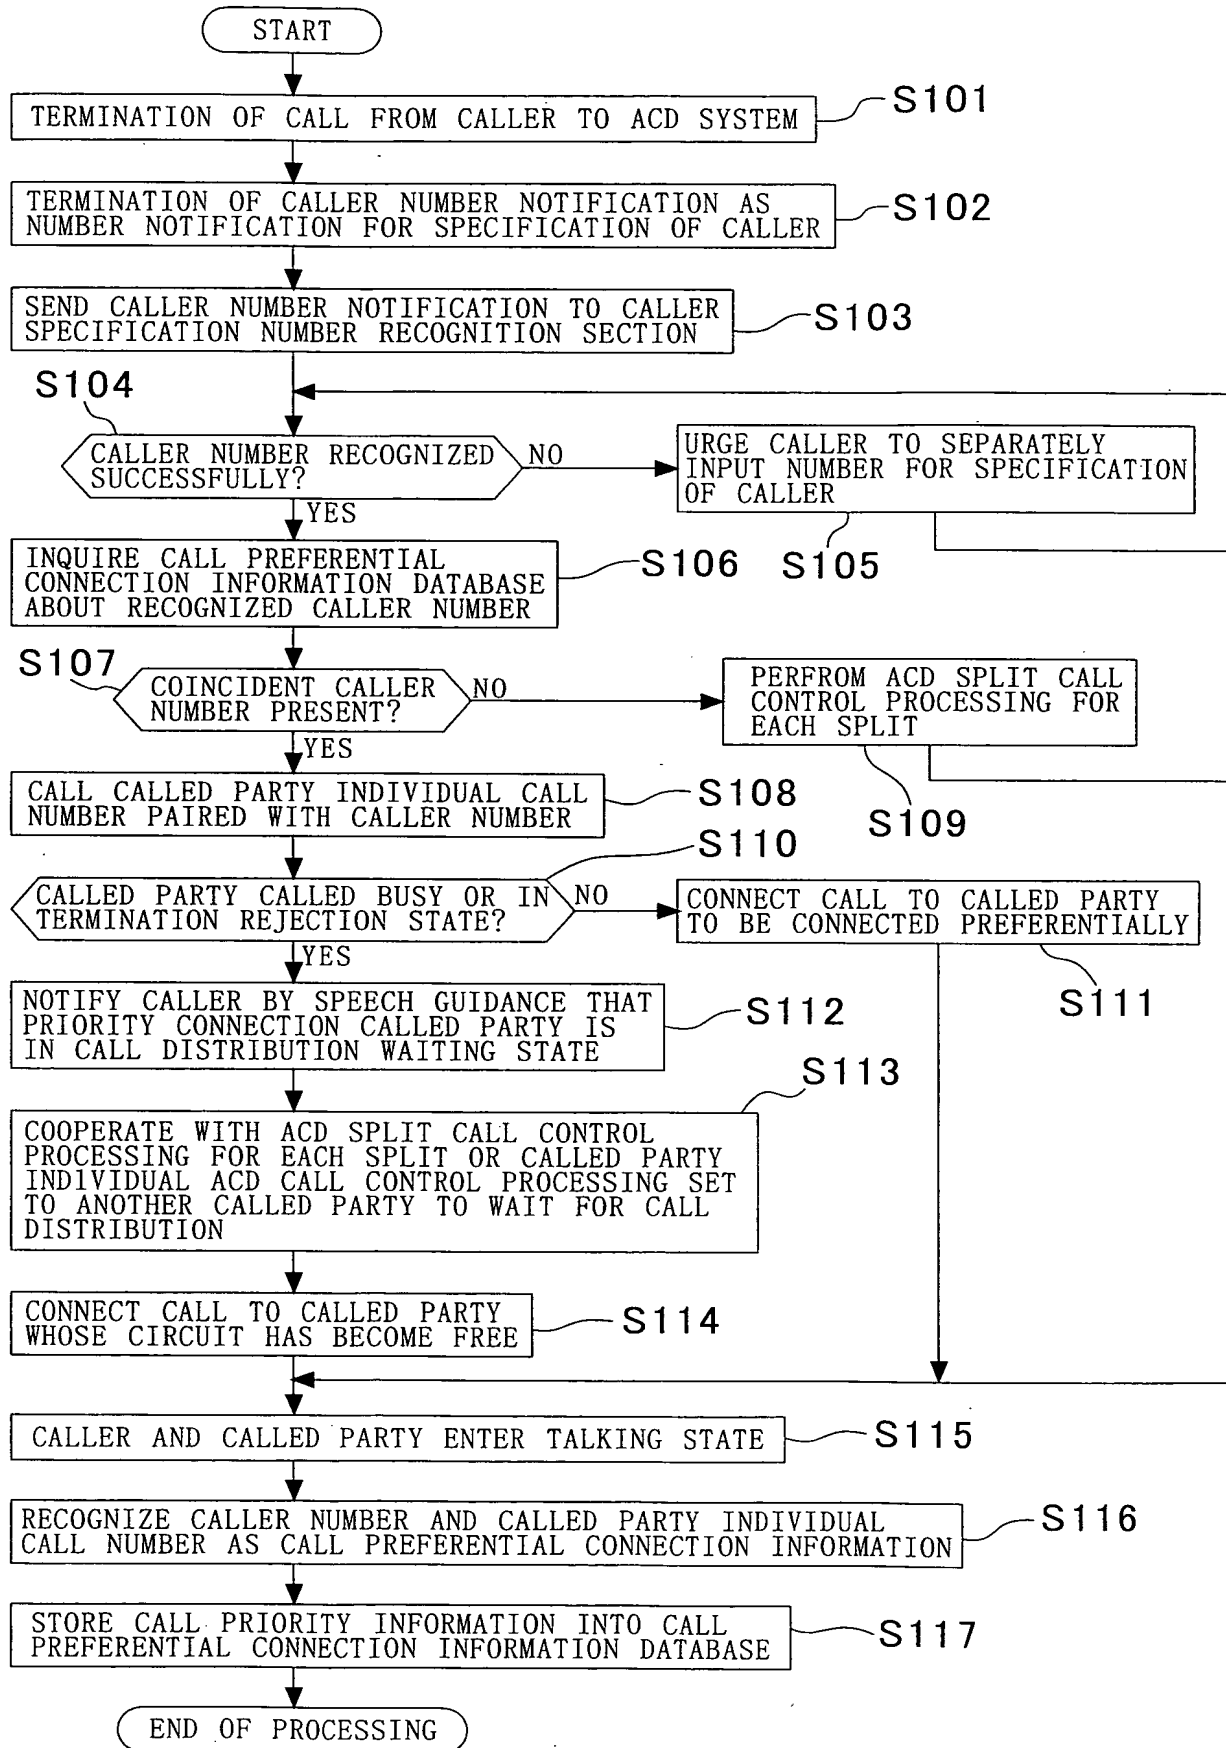 START
TERMINATION OF CALL FROM CALLER TO ACD SYSTEM
S101
TERMINATION OF CALLER NUMBER NOTIFICATION AS
NUMBER NOTIFICATION FOR SPECIFICATION OF CALLER
S102
SEND CALLER NUMBER NOTIFICATION TO CALLER
SPECIFICATION NUMBER RECOGNITION SECTION
S103
S104
CALLER NUMBER RECOGNIZED
SUCCESSFULLY?
NO
YES
URGE CALLER TO SEPARATELY
INPUT NUMBER FOR SPECIFICATION
OF CALLER
S105
INQUIRE CALL PREFERENTIAL
CONNECTION INFORMATION DATABASE
ABOUT RECOGNIZED CALLER NUMBER
S106
S107
COINCIDENT CALLER
NUMBER PRESENT?
NO
YES
PERFROM ACD SPLIT CALL
CONTROL PROCESSING FOR
EACH SPLIT
S109
CALL CALLED PARTY INDIVIDUAL CALL
NUMBER PAIRED WITH CALLER NUMBER
S108
S110
CALLED PARTY CALLED BUSY OR IN
TERMINATION REJECTION STATE?
NO
YES
CONNECT CALL TO CALLED PARTY
TO BE CONNECTED PREFERENTIALLY
S111
NOTIFY CALLER BY SPEECH GUIDANCE THAT
PRIORITY CONNECTION CALLED PARTY IS
IN CALL DISTRIBUTION WAITING STATE
S112
S113
COOPERATE WITH ACD SPLIT CALL CONTROL
PROCESSING FOR EACH SPLIT OR CALLED PARTY
IND1VIDUAL ACD CALL CONTROL PROCESSING SET
TO ANOTHER CALLED PARTY TO WAIT FOR CALL
DISTRIBUTION
CONNECT CALL TO CALLED PARTY
WHOSE CIRCUIT HAS BECOME FREE
S114
CALLER AND CALLED PARTY ENTER TALKING STATE
S115
RECOGNIZE CALLER NUMBER AND CALLED PARTY INDIVIDUAL
CALL NUMBER AS CALL PREFERENTIAL CONNECTION INFORMATION
S116
STORE CALL PRIORITY INFORMATION INTO CALL
PREFERENTIAL CONNECTION INFORMATION DATABASE
S117
END OF PROCESSING